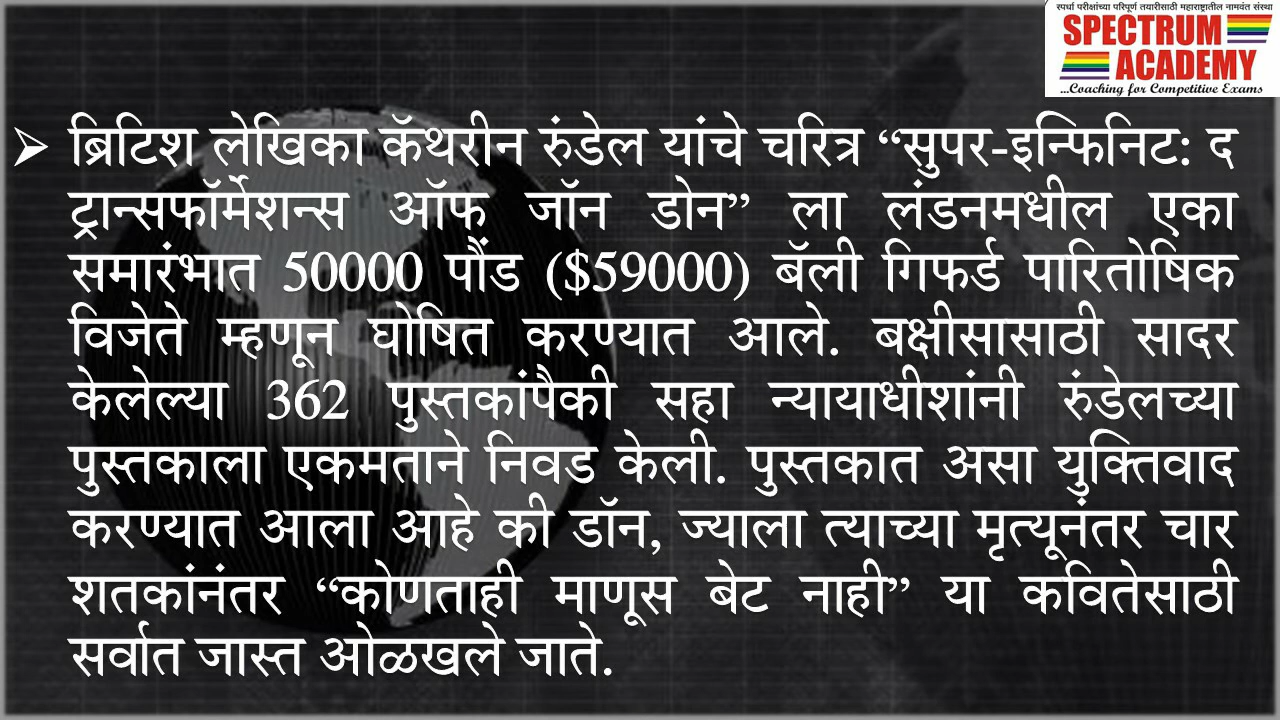 स्पर्धा परीक्षांच्या परिपूर्ण तयारीसाठी महाराष्ट्रातील नामवंत संस्था
SPECTRUM
ACADEMY
...Coaching for Competitive Exams
➢ ब्रिटिश लेखिका कॅथरीन रुंडेल यांचे चरित्र “सुपर-इन्फिनिट: द
ट्रान्सफॉर्मेशन्स ऑफ जॉन डोन” ला लंडनमधील एका
समारंभात 50000 पौंड ($59000) बॅली गिफर्ड पारितोषिक
विजेते म्हणून घोषित करण्यात आले. बक्षीसासाठी सादर
केलेल्या 362 पुस्तकांपैकी सहा न्यायाधीशांनी रुंडेलच्या
पुस्तकाला एकमताने निवड केली. पुस्तकात असा युक्तिवाद
करण्यात आला आहे की डॉन, ज्याला त्याच्या मृत्यूनंतर चार
शतकांनंतर “कोणताही माणूस बेट नाही” या कवितेसाठी
सर्वात जास्त ओळखले जाते.